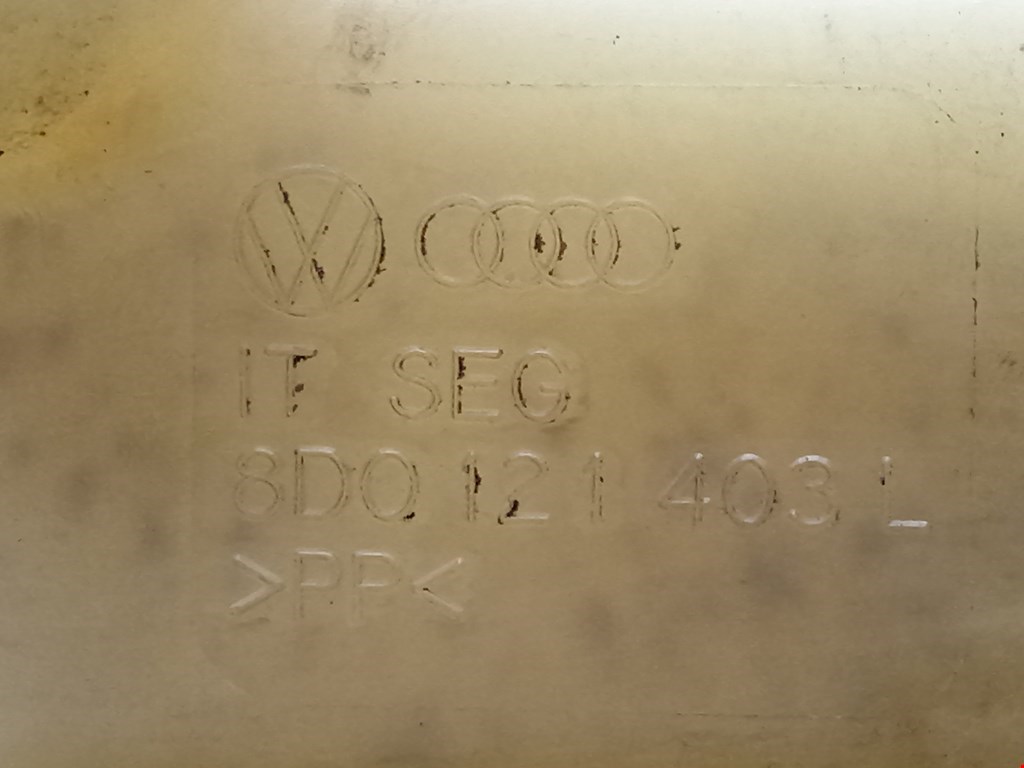 IT SEG
8D0 121 403 L
>PP<